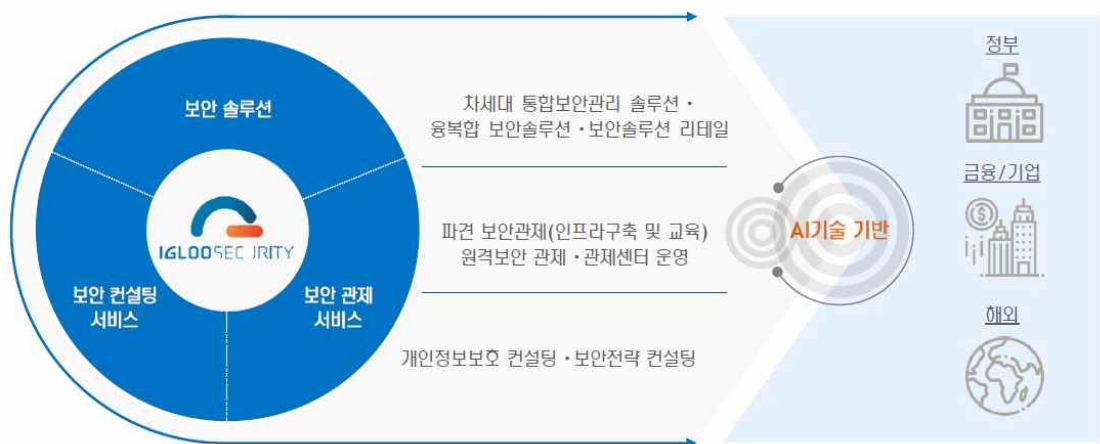 보안 솔루션
IGLOOSEC URITY
보안 컨설팅
서비스
보안 관제
서비스
차세대 통합보안관리 솔루션 ·
융복합 보안솔루션 · 보안솔루션 리테일
파견 보안관제(인프라구축 및 교육)
원격보안 관제 · 관제센터 운영
개인정보보호 컨설팅 · 보안전략 컨설팅
AI기술 기반
정부
금융/기업
해외